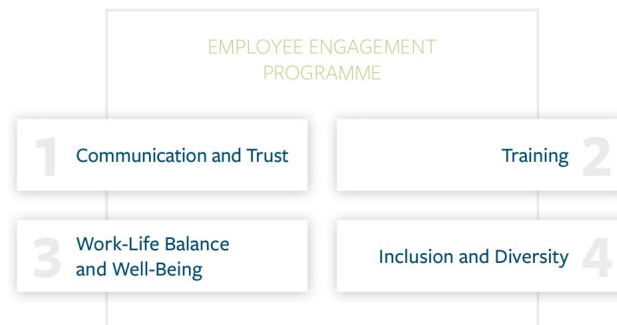 EMPLOYEE ENGAGEMENT
PROGRAMME
1 Communication and Trust
Training 2
3 Work-Life Balance
and Well-Being
Inclusion and Diversity 4